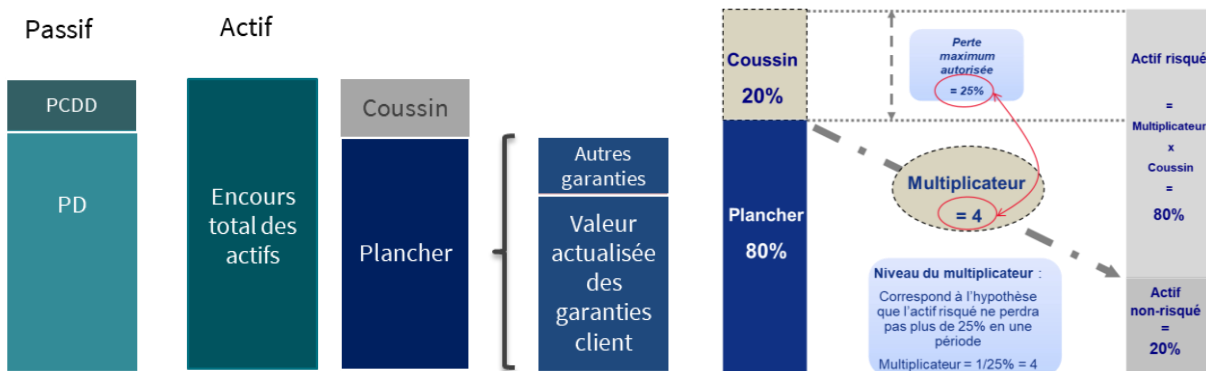 Passif
Actif
PCDD
PD
Encours
total des
actifs
Coussin
Plancher
Autres
garanties
Valeur
actualisée
des
garanties
client
Coussin
20%
Plancher
80%
Perte
maximum
autorisée
= 25%
Multiplicateur
= 4
Niveau du multiplicateur :
Correspond à l'hypothèse
que l'actif risqué ne perdra
pas plus de 25% en une
période
Multiplicateur = 1/25% = 4
Actif risqué
=
Multiplicateur
x
Coussin
=
80%
Actif
non-risqué
=
20%